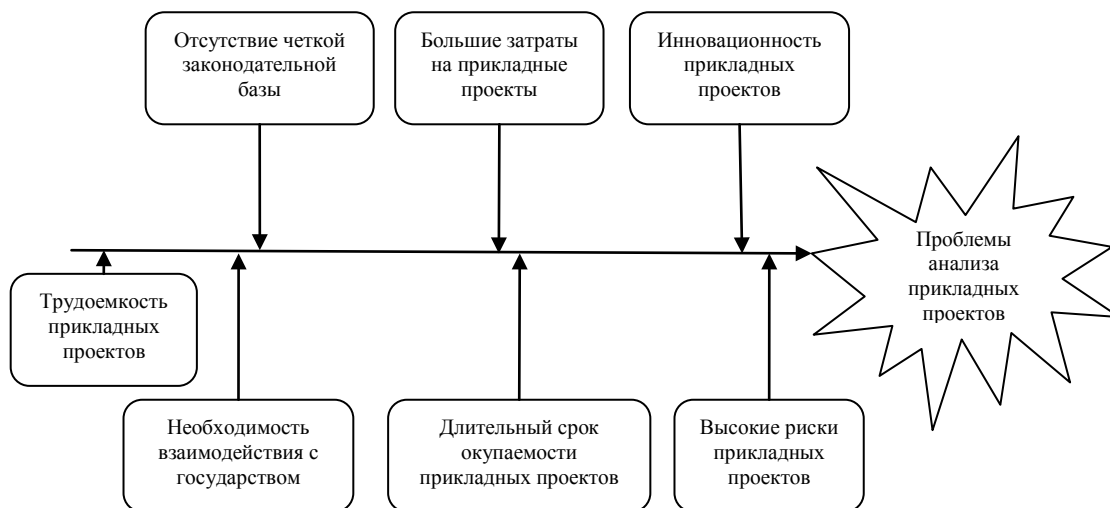 Отсутствие четкой
законодательной
базы
Большие затраты
на прикладные
проекты
Инновационность
прикладных
проектов
Проблемы
анализа
прикладных
проектов
Трудоемкость
прикладных
проектов
Необходимость
взаимодействия с
государством
Длительный срок
окупаемости
прикладных проектов
Высокие риски
прикладных
проектов